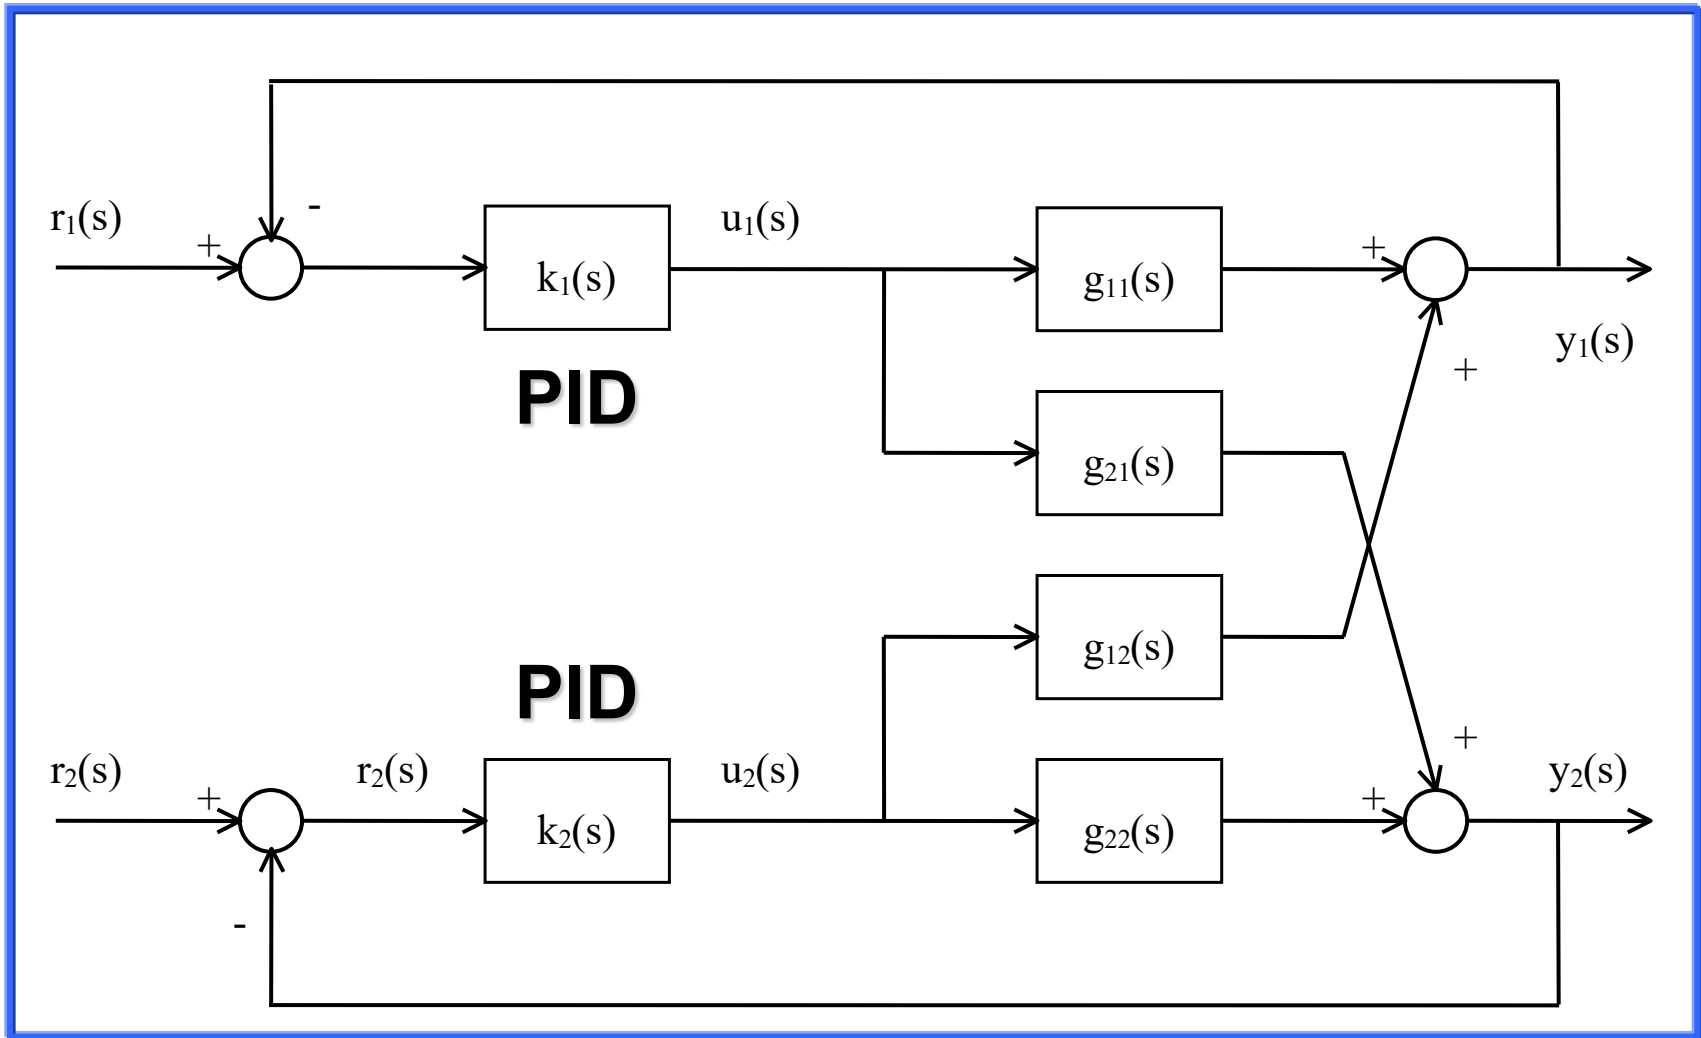 -
r₁(s)
+
k₁(s)
u₁(s)
g₁₁(s)
+
y₁(s)
+
PID
g₂₁(s)
g₁₂(s)
PID
+
r₂(s)
+
r₂(s)
k₂(s)
u₂(s)
g₂₂(s)
+
y₂(s)
-